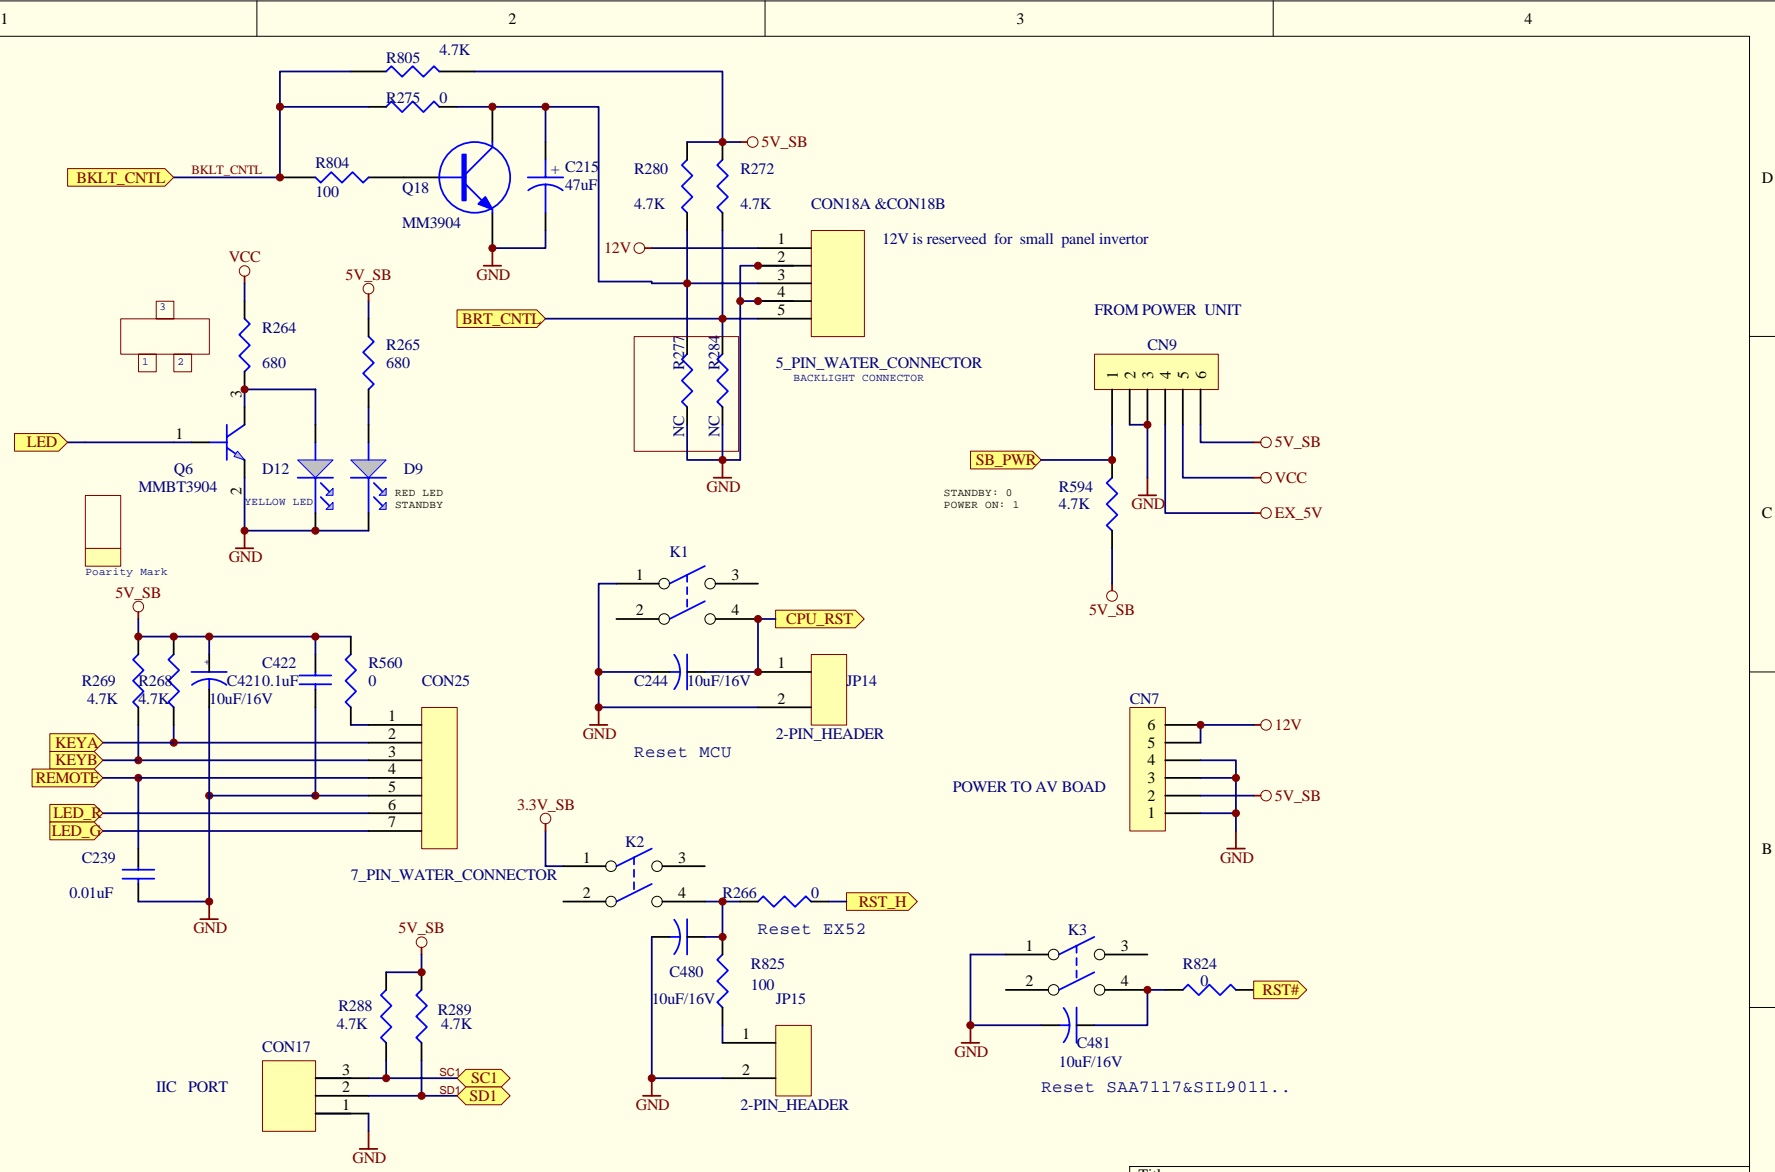 1
2
3
4
R805
4.7K
R275
0
BKLT_CNTL
BKLT_CNTL
R804
100
Q18
MM3904
+
C215
47uF
GND
5V_SB
R280
4.7K
R272
4.7K
D
CON18A &CON18B
12V is reserveed for small panel invertor
12V
1
2
3
4
5
BRT_CNTL
R277
R284
NC
NC
GND
5_PIN_WATER_CONNECTOR
BACKLIGHT CONNECTOR
VCC
5V_SB
3
1
2
R264
680
R265
680
3
LED
1
Q6
MMBT3904
2
D12
YELLOW LED
D9
RED LED
STANDBY
GND
Poarity Mark
FROM POWER UNIT
CN9
1
2
3
4
5
6
5V_SB
VCC
EX_5V
SB_PWR
STANDBY: 0
POWER ON: 1
R594
4.7K
GND
5V_SB
C
5V_SB
R269
4.7K
R268
4.7K
+
C421
10uF/16V
C422
0.1uF
R560
0
CON25
1
2
3
4
5
6
7
KEYA
KEYB
REMOTE
LED_R
LED_G
C239
0.01uF
GND
7_PIN_WATER_CONNECTOR
K1
1
3
2
4
CPU_RST
C244
10uF/16V
1
2
JP14
2-PIN_HEADER
GND
Reset MCU
CN7
6
5
4
3
2
1
12V
5V_SB
GND
POWER TO AV BOAD
B
3.3V_SB
K2
1
3
2
4
R266
0
RST_H
Reset EX52
C480
10uF/16V
R825
100
JP15
1
2
GND
2-PIN_HEADER
5V_SB
R288
4.7K
R289
4.7K
CON17
IIC PORT
3
2
1
SC1
SC1
SD1
SD1
GND
K3
1
3
2
4
R824
0
RST#
C481
10uF/16V
GND
Reset SAA7117&SIL9011..